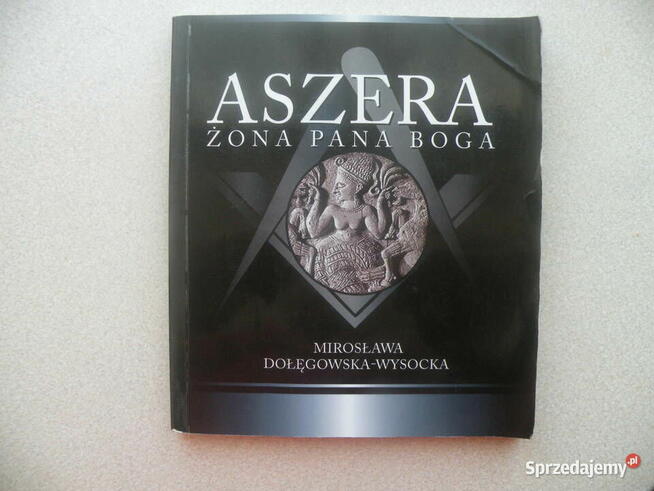 ASZERA
ŻONA PANA BOGA
MIROSŁAWA
DOŁĘGOWSKA-WYSOCKA
Sprzedajemy.pl